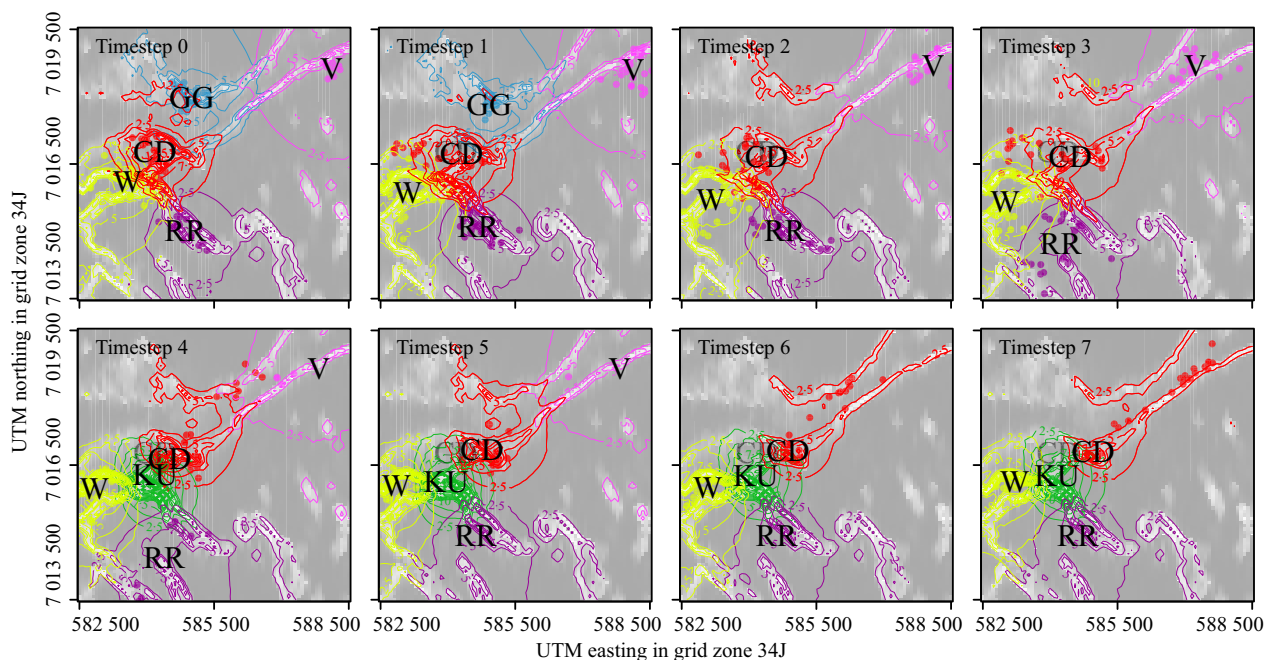 Timestep 0
V
GG
CD
W
RR
Timestep 1
V
GG
CD
W
RR
Timestep 2
V
CD
W
RR
Timestep 3
V
CD
W
RR
Timestep 4
V
CD
KU
W
RR
Timestep 5
V
CD
KU
W
RR
Timestep 6
CD
KU
W
RR
Timestep 7
CD
KU
W
RR
7 019 500
7 016 500
7 013 500
7 019 500
7 016 500
7 013 500
UTM northing in grid zone 34J
582 500 585 500 588 500
582 500 585 500 588 500
582 500 585 500 588 500
582 500 585 500 588 500
UTM easting in grid zone 34J